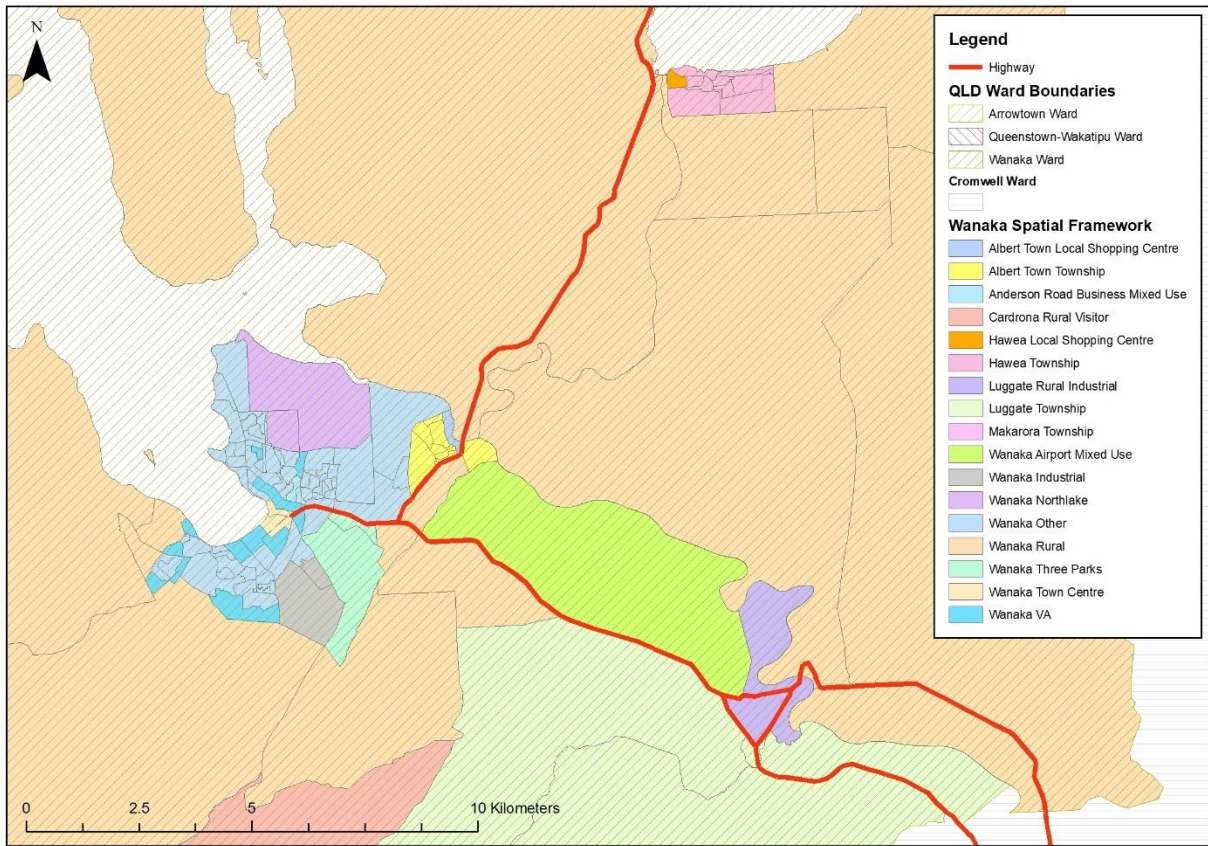 N
Legend
Highway
QLD Ward Boundaries
Arrowtown Ward
Queenstown-Wakatipu Ward
Wanaka Ward
Cromwell Ward
Wanaka Spatial Framework
Albert Town Local Shopping Centre
Albert Town Township
Anderson Road Business Mixed Use
Cardrona Rural Visitor
Hawea Local Shopping Centre
Hawea Township
Luggate Rural Industrial
Luggate Township
Makarora Township
Wanaka Airport Mixed Use
Wanaka Industrial
Wanaka Northlake
Wanaka Other
Wanaka Rural
Wanaka Three Parks
Wanaka Town Centre
Wanaka VA
0 2.5 5 10 Kilometers